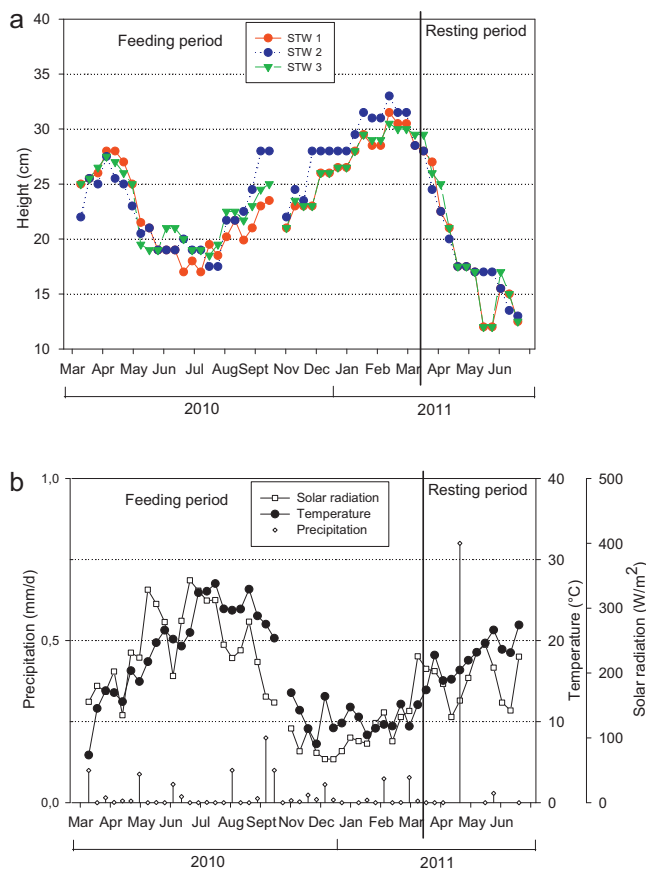 a
Feeding period
Resting period
STW 1
STW 2
STW 3
Height (cm)
40
35
30
25
20
15
10
Mar Apr May Jun Jul AugSept Nov Dec Jan Feb Mar Apr May Jun
2010
2011
b
Feeding period
Resting period
Solar radiation
Temperature
Precipitation
Precipitation (mm/d)
1,0
0,5
0,0
Temperature (°C)
40
30
20
10
0
Solar radiation (W/m²)
500
400
300
200
100
0
Mar Apr May Jun Jul Aug Sept Nov Dec Jan Feb Mar Apr May Jun
2010
2011